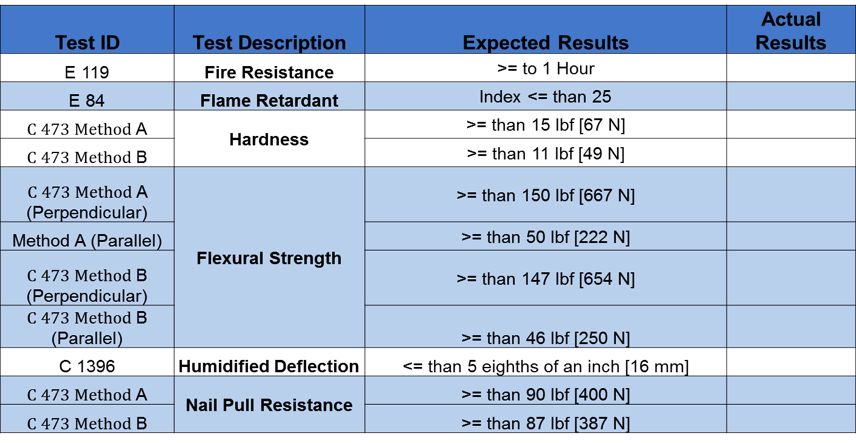 Test ID Test Description Expected Results Actual Results
E 119 Fire Resistance >= to 1 Hour
E 84 Flame Retardant Index <= than 25
C 473 Method A Hardness >= than 15 lbf [67 N]
C 473 Method B >= than 11 lbf [49 N]
C 473 Method A (Perpendicular) Flexural Strength >= than 150 lbf [667 N]
Method A (Parallel) >= than 50 lbf [222 N]
C 473 Method B (Perpendicular) >= than 147 lbf [654 N]
C 473 Method B (Parallel) >= than 46 lbf [250 N]
C 1396 Humidified Deflection <= than 5 eighths of an inch [16 mm]
C 473 Method A Nail Pull Resistance >= than 90 lbf [400 N]
C 473 Method B >= than 87 lbf [387 N]